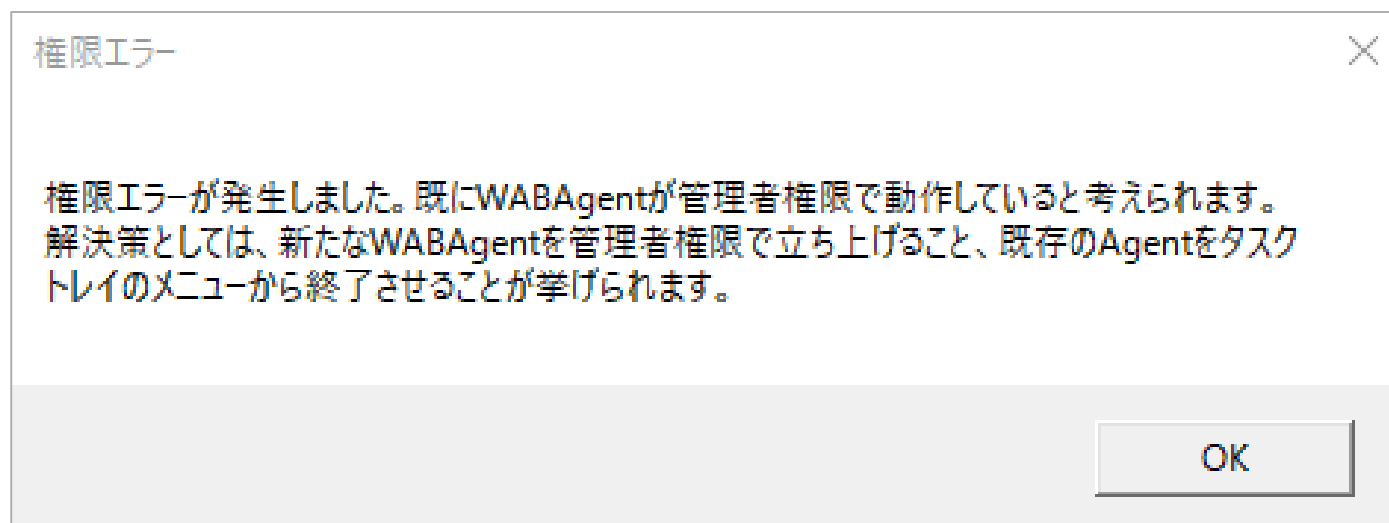 権限エラー
権限エラーが発生しました。既にWABAgentが管理者権限で動作していると考えられます。
解決策としては、新たなWABAgentを管理者権限で立ち上げること、既存のAgentをタスク
トレイのメニューから終了させることが挙げられます。
OK